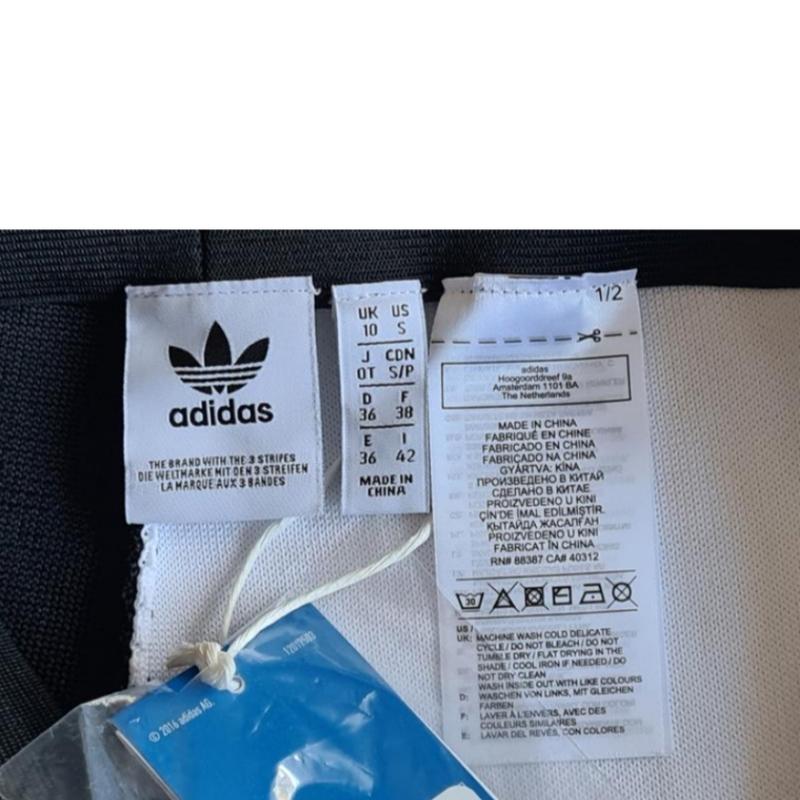 adidas
THE BRAND WITH THE 3 STRIPES
DIE WELTMARKE MIT DEN 3 STREIFEN
LA MARQUE AUX 3 BANDES
UK US
10 S
J CDN
OT S/P
D F
36 38
E I
36 42
MADE IN
CHINA
1/2
adidas
Hoogoorddreef 9a
Amsterdam 1101 BA
The Netherlands
MADE IN CHINA
FABRIQUÉ EN CHINE
FABRICADO EN CHINA
FABRICADO NA CHINA
GYÁRTVA: KÍNA
ПРОИЗВЕДЕНО В КИТАЙ
СДЕЛАНО В КИТАЕ
PROIZVEDENO U KINI
ÇİN'DE İMAL EDİLMİŞTİR.
ҚЫТАЙДА ЖАСАЛҒАН
PROIZVEDENO U KINI
FABRICAT ÎN CHINA
RN# 88387 CA# 40312
30
US /
UK: MACHINE WASH COLD DELICATE
CYCLE / DO NOT BLEACH / DO NOT
TUMBLE DRY / FLAT DRYING IN THE
SHADE / COOL IRON IF NEEDED / DO
NOT DRY CLEAN
WASH INSIDE OUT WITH LIKE COLOURS
D: WASCHEN VON LINKS, MIT GLEICHEN
FARBEN
F: LAVER À L'ENVERS, AVEC DES
COULEURS SIMILAIRES
E: LAVAR DEL REVÉS, CON COLORES
© 2016 adidas AG.